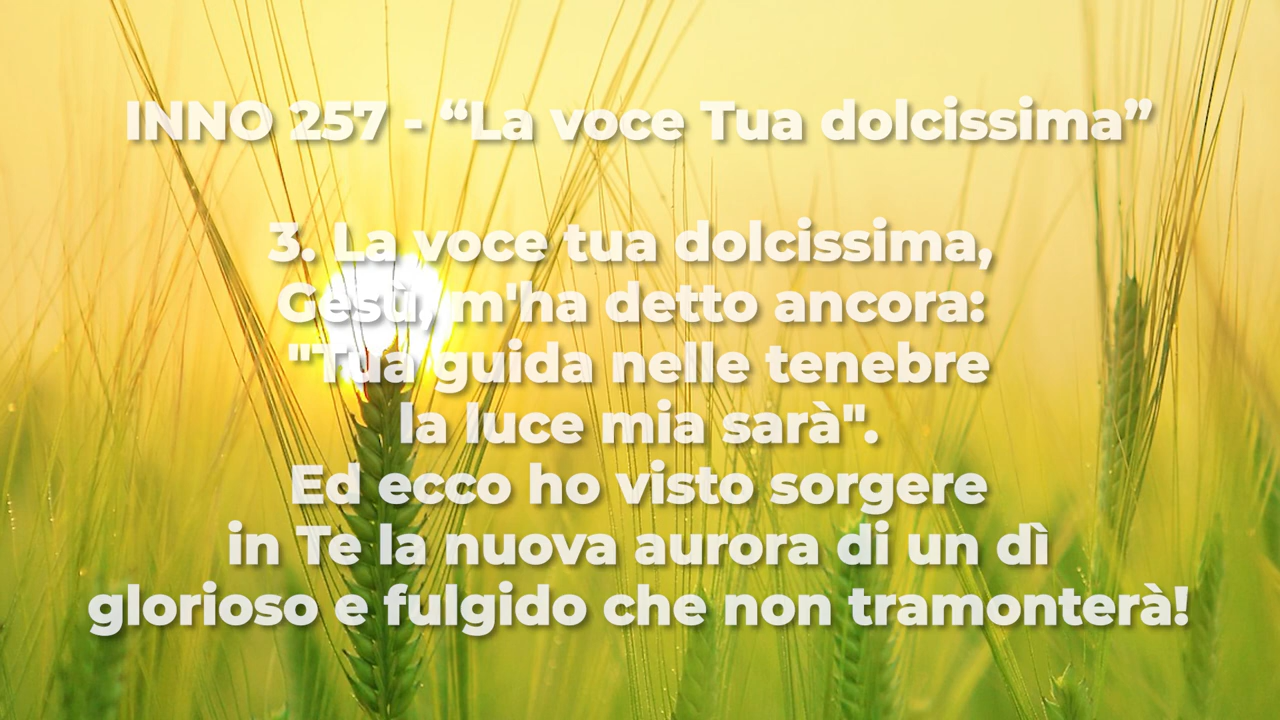 INNO 257 - “La voce Tua dolcissima”
3. La voce tua dolcissima,
Gesù, m'ha detto ancora:
"Tua guida nelle tenebre
la luce mia sarà".
Ed ecco ho visto sorgere
in Te la nuova aurora di un dì
glorioso e fulgido che non tramonterà!